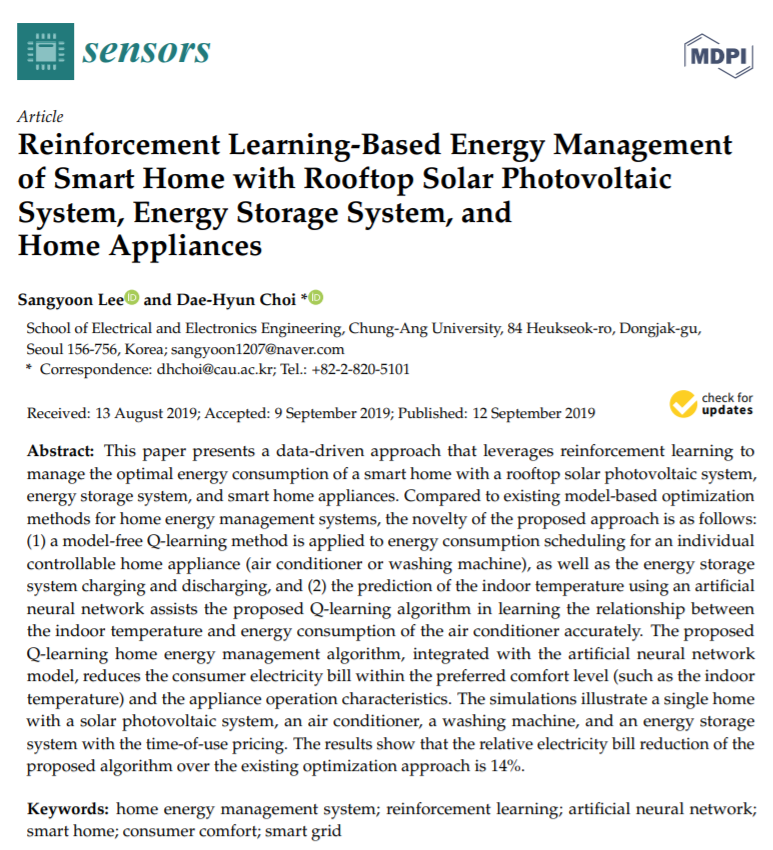 sensors
MDPI
Article
Reinforcement Learning-Based Energy Management
of Smart Home with Rooftop Solar Photovoltaic
System, Energy Storage System, and
Home Appliances
Sangyoon Lee iD and Dae-Hyun Choi * iD
School of Electrical and Electronics Engineering, Chung-Ang University, 84 Heukseok-ro, Dongjak-gu,
Seoul 156-756, Korea; sangyoon1207@naver.com
* Correspondence: dhchoi@cau.ac.kr; Tel.: +82-2-820-5101
Received: 13 August 2019; Accepted: 9 September 2019; Published: 12 September 2019
check for
updates
Abstract: This paper presents a data-driven approach that leverages reinforcement learning to
manage the optimal energy consumption of a smart home with a rooftop solar photovoltaic system,
energy storage system, and smart home appliances. Compared to existing model-based optimization
methods for home energy management systems, the novelty of the proposed approach is as follows:
(1) a model-free Q-learning method is applied to energy consumption scheduling for an individual
controllable home appliance (air conditioner or washing machine), as well as the energy storage
system charging and discharging, and (2) the prediction of the indoor temperature using an artificial
neural network assists the proposed Q-learning algorithm in learning the relationship between
the indoor temperature and energy consumption of the air conditioner accurately. The proposed
Q-learning home energy management algorithm, integrated with the artificial neural network
model, reduces the consumer electricity bill within the preferred comfort level (such as the indoor
temperature) and the appliance operation characteristics. The simulations illustrate a single home
with a solar photovoltaic system, an air conditioner, a washing machine, and an energy storage
system with the time-of-use pricing. The results show that the relative electricity bill reduction of the
proposed algorithm over the existing optimization approach is 14%.
Keywords: home energy management system; reinforcement learning; artificial neural network;
smart home; consumer comfort; smart grid